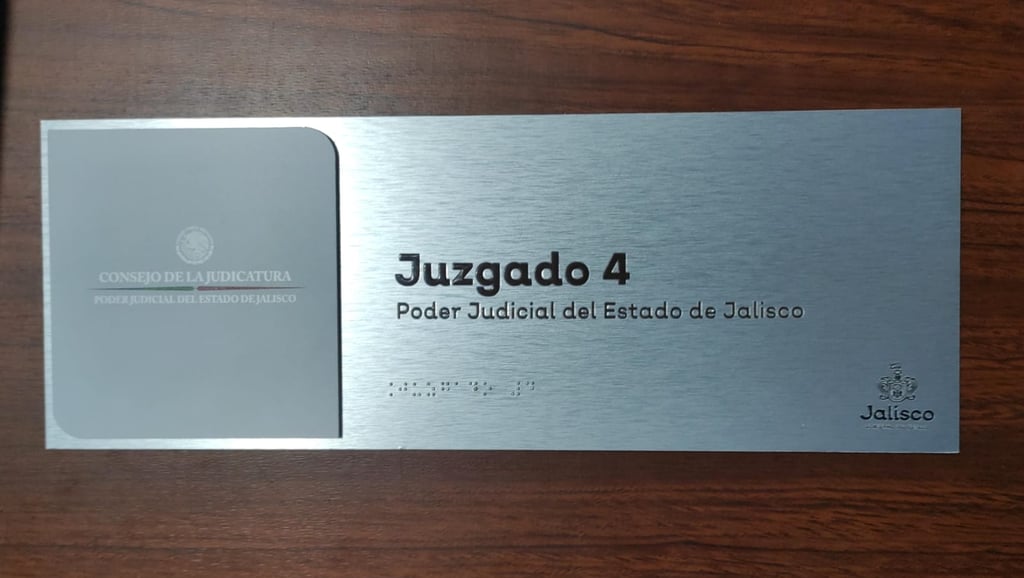 CONSEJO DE LA JUDICATURA
PODER JUDICIAL DEL ESTADO DE JALISCO
Juzgado 4
Poder Judicial del Estado de Jalisco
Jalisco